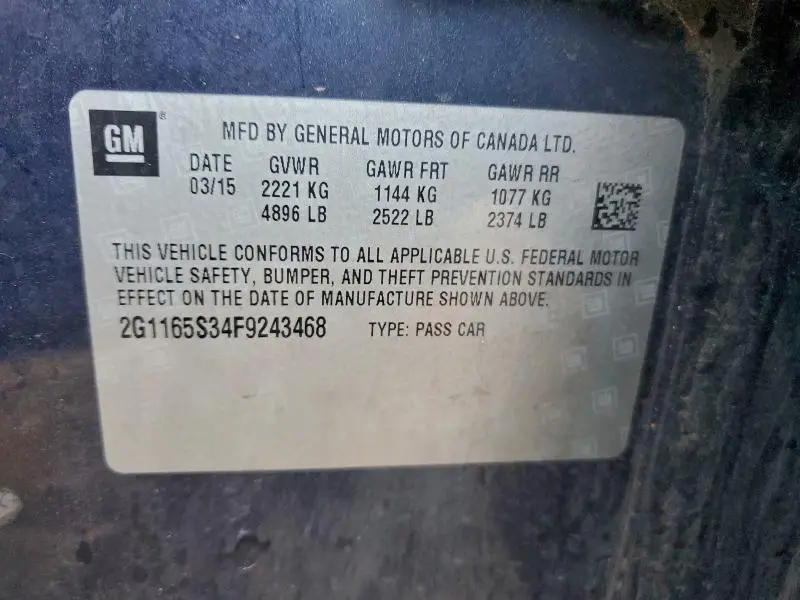 GM ®
MFD BY GENERAL MOTORS OF CANADA LTD.
DATE GVWR GAWR FRT GAWR RR
03/15 2221 KG 1144 KG 1077 KG
4896 LB 2522 LB 2374 LB
THIS VEHICLE CONFORMS TO ALL APPLICABLE U.S. FEDERAL MOTOR
VEHICLE SAFETY, BUMPER, AND THEFT PREVENTION STANDARDS IN
EFFECT ON THE DATE OF MANUFACTURE SHOWN ABOVE.
2G1165S34F9243468 TYPE: PASS CAR